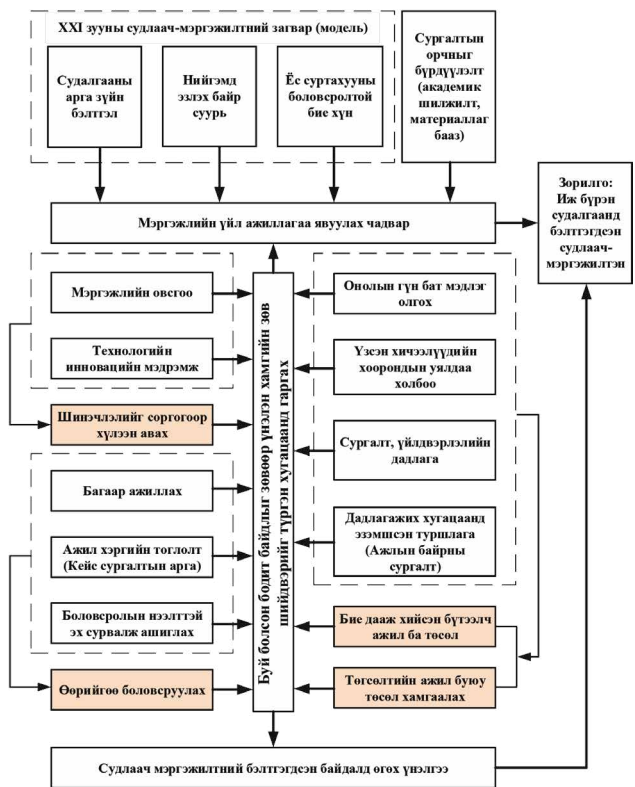 XXI зууны судлаач-мэргэжилтний загвар (модель)
Судалгааны
арга зүйн
бэлтгэл
Нийгэмд
эзлэх байр
суурь
Ёс суртахууны
боловсролтой
бие хүн
Сургалтын
орчныг
бүрдүүлэлт
(академик
шилжилт,
материаллаг
бааз)
Мэргэжлийн үйл ажиллагаа явуулах чадвар
Зорилго:
Иж бүрэн
судалгаанд
бэлтгэгдсэн
судлаач-
мэргэжилтэн
Мэргэжлийн овсгоо
Технологийн
инновацийн мэдрэмж
Шинэчлэлийг соргогоор
хүлээн авах
Багаар ажиллах
Ажил хэргийн тоглолт
(Кейс сургалтын арга)
Боловсролын нээлттэй
эх сурвалж ашиглах
Өөрийгөө боловсруулах
Буй болсон бодит байдлыг зөвөөр үнэлэн хамгийн зөв
шийдвэрийг түргэн хугацаанд гаргах
Онолын гүн бат мэдлэг
олгох
Үзсэн хичээлүүдийн
хоорондын уялдаа
холбоо
Сургалт, үйлдвэрлэлийн
дадлага
Дадлагажих хугацаанд
эзэмшсэн туршлага
(Ажлын байрны
сургалт)
Бие дааж хийсэн бүтээлч
ажил ба төсөл
Төгсөлтийн ажил буюу
төсөл хамгаалах
Судлаач мэргэжилтний бэлтгэгдсэн байдалд өгөх үнэлгээ